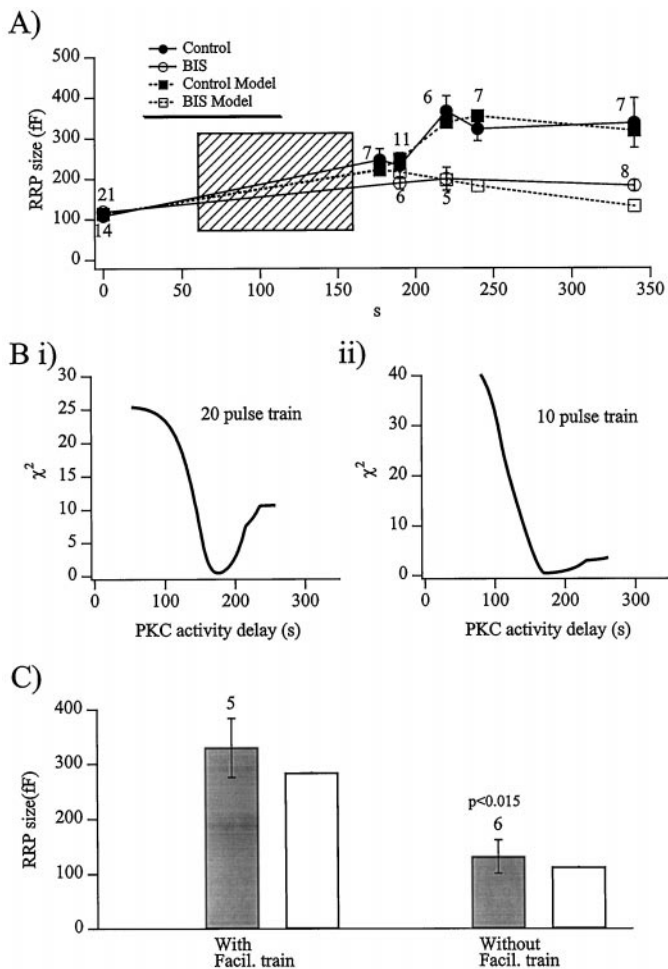 A)
Control
BIS
Control Model
BIS Model
RRP size (fF)
500
400
300
200
100
0
21
14
7
11
6
6
7
5
7
8
0
50
100
150
200
250
300
350
s
B i)
20 pulse train
χ2
30
25
20
15
10
5
0
0
100
200
300
PKC activity delay (s)
ii)
10 pulse train
χ2
40
30
20
10
0
0
100
200
300
PKC activity delay (s)
C)
RRP size(fF)
400
300
200
100
0
5
p<0.015
6
With
Facil. train
Without
Facil. train